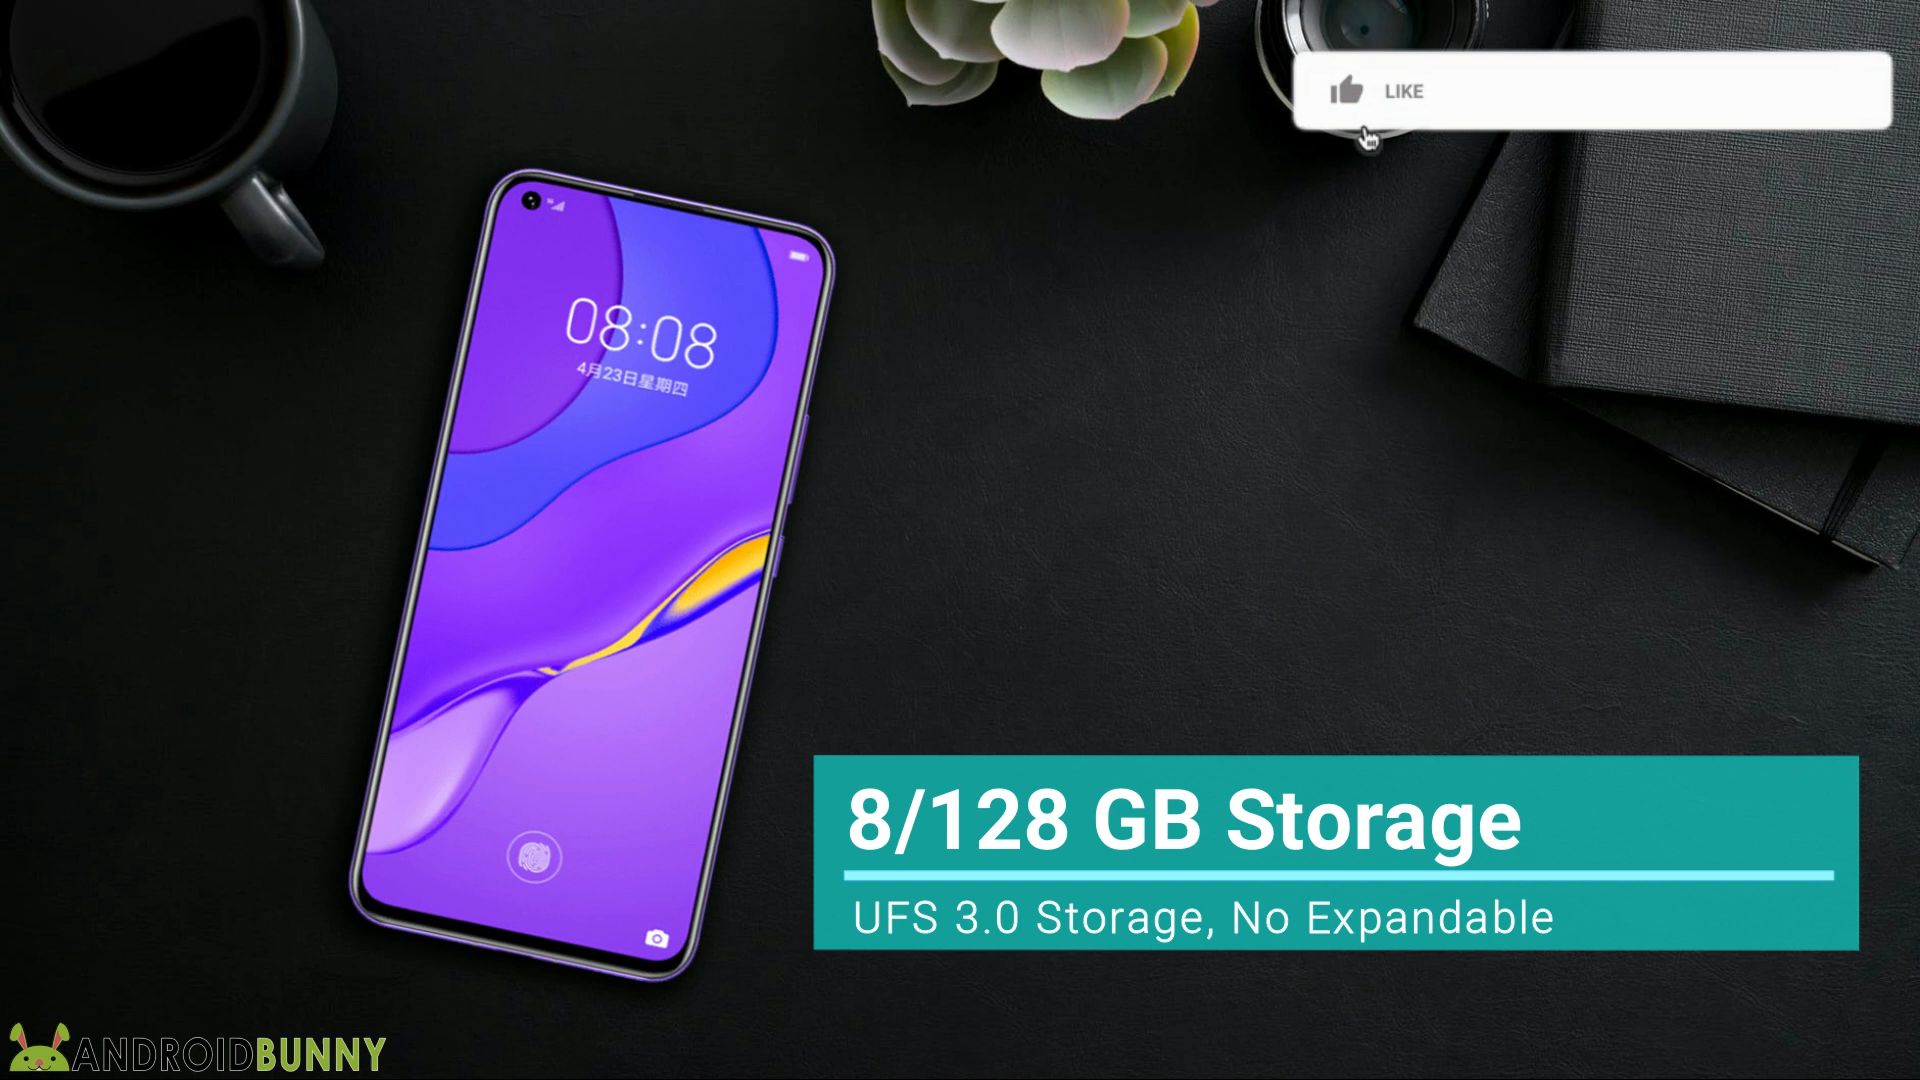 LIKE
08:08
4月23日星期四
8/128 GB Storage
UFS 3.0 Storage, No Expandable
ANDROIDBUNNY